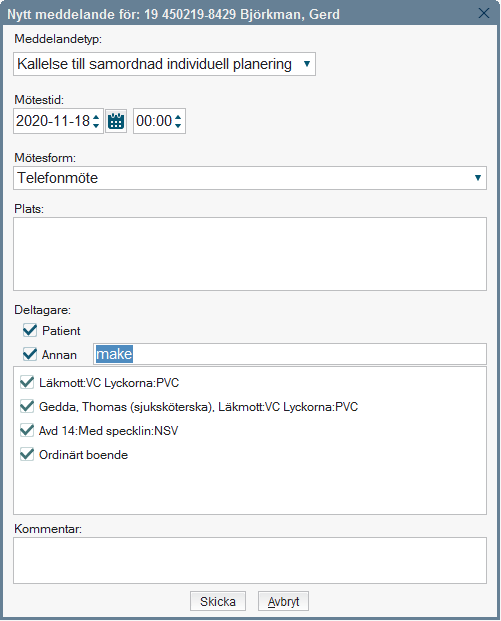 Nytt meddelande för: 19 450219-8429 Björkman, Gerd
Meddelandetyp:
Kallelse till samordnad individuell planering
Mötestid:
2020-11-18 00:00
Mötesform:
Telefonmöte
Plats:
Deltagare:
Patient
Annan make
Läkmott:VC Lyckorna:PVC
Gedda, Thomas (sjuksköterska), Läkmott:VC Lyckorna:PVC
Avd 14:Med specklin:NSV
Ordinärt boende
Kommentar:
Skicka Avbryt